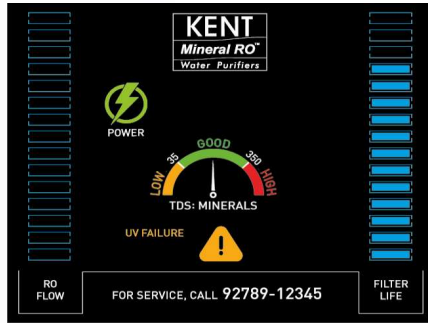 KENT
Mineral RO™
Water Purifiers
POWER
GOOD
35
350
LOW
HIGH
TDS: MINERALS
UV FAILURE
RO
FLOW
FOR SERVICE, CALL 92789-12345
FILTER
LIFE